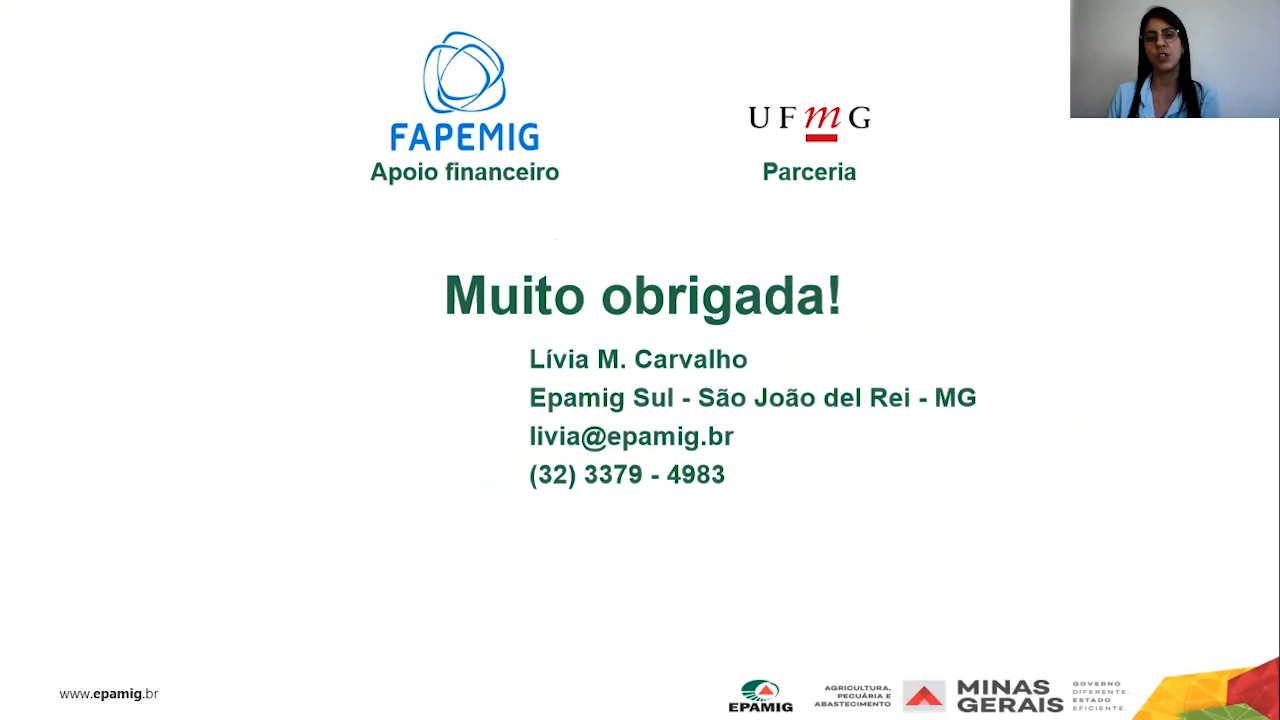 FAPEMIG
Apoio financeiro
UFmG
Parceria
Muito obrigada!
Lívia M. Carvalho
Epamig Sul - São João del Rei - MG
livia@epamig.br
(32) 3379 - 4983
www.epamig.br
EPAMIG
AGRICULTURA,
PECUÁRIA E
ABASTECIMENTO
MINAS
GERAIS
GOVERNO
DIFERENTE.
ESTADO
EFICIENTE.